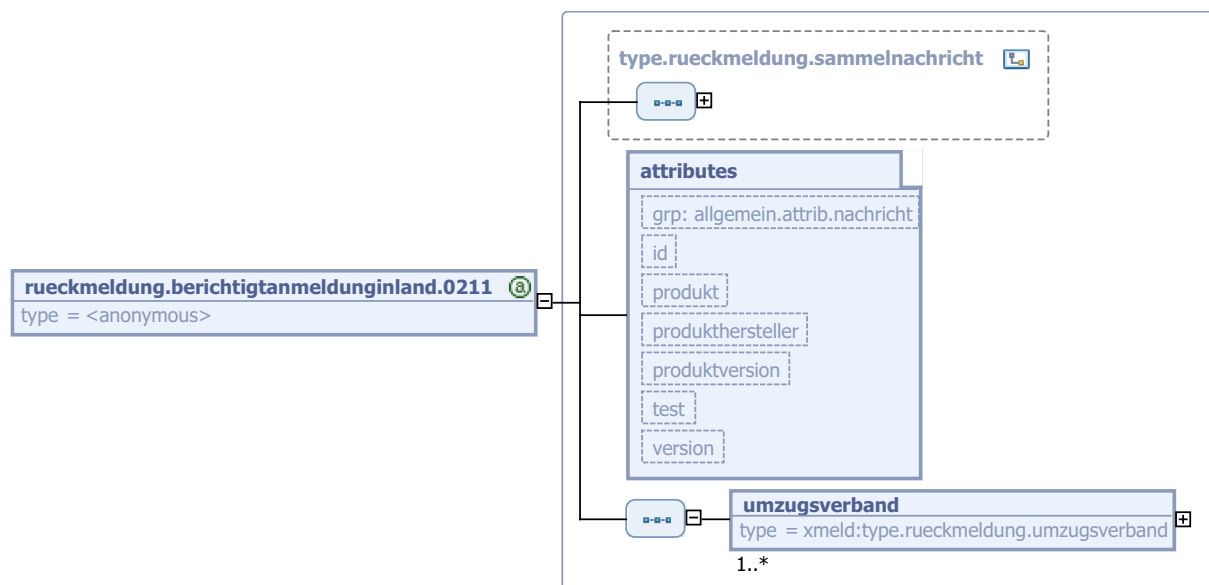 type.rueckmeldung.sammelnachricht
attributes
grp: allgemein.attrib.nachricht
id
produkt
produkthersteller
produktversion
test
version
rueckmeldung.berichtigtanmeldunginland.0211 a
type = <anonymous>
umzugsverband
type = xmeld:type.rueckmeldung.umzugsverband
1..*